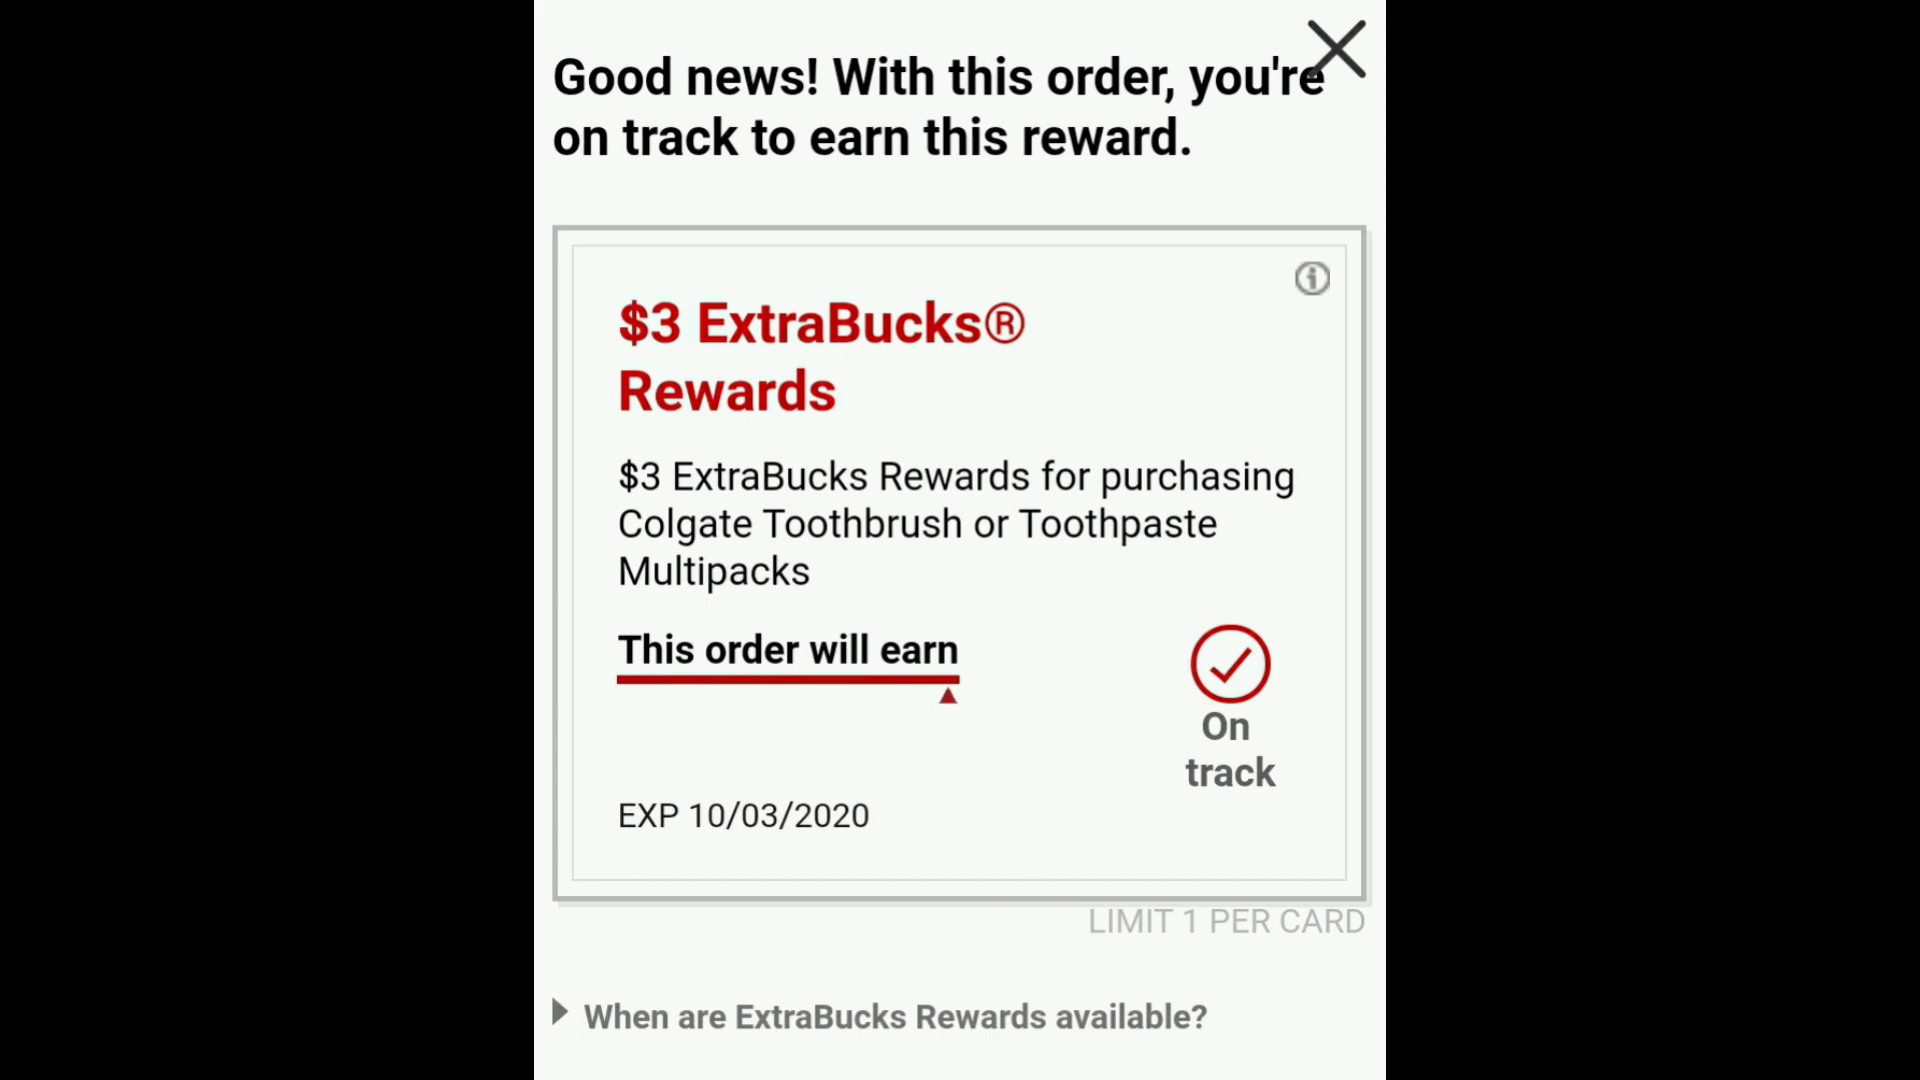 Good news! With this order, you're
on track to earn this reward.
$3 ExtraBucks®
Rewards
$3 ExtraBucks Rewards for purchasing
Colgate Toothbrush or Toothpaste
Multipacks
This order will earn
On
track
EXP 10/03/2020
LIMIT 1 PER CARD
When are ExtraBucks Rewards available?